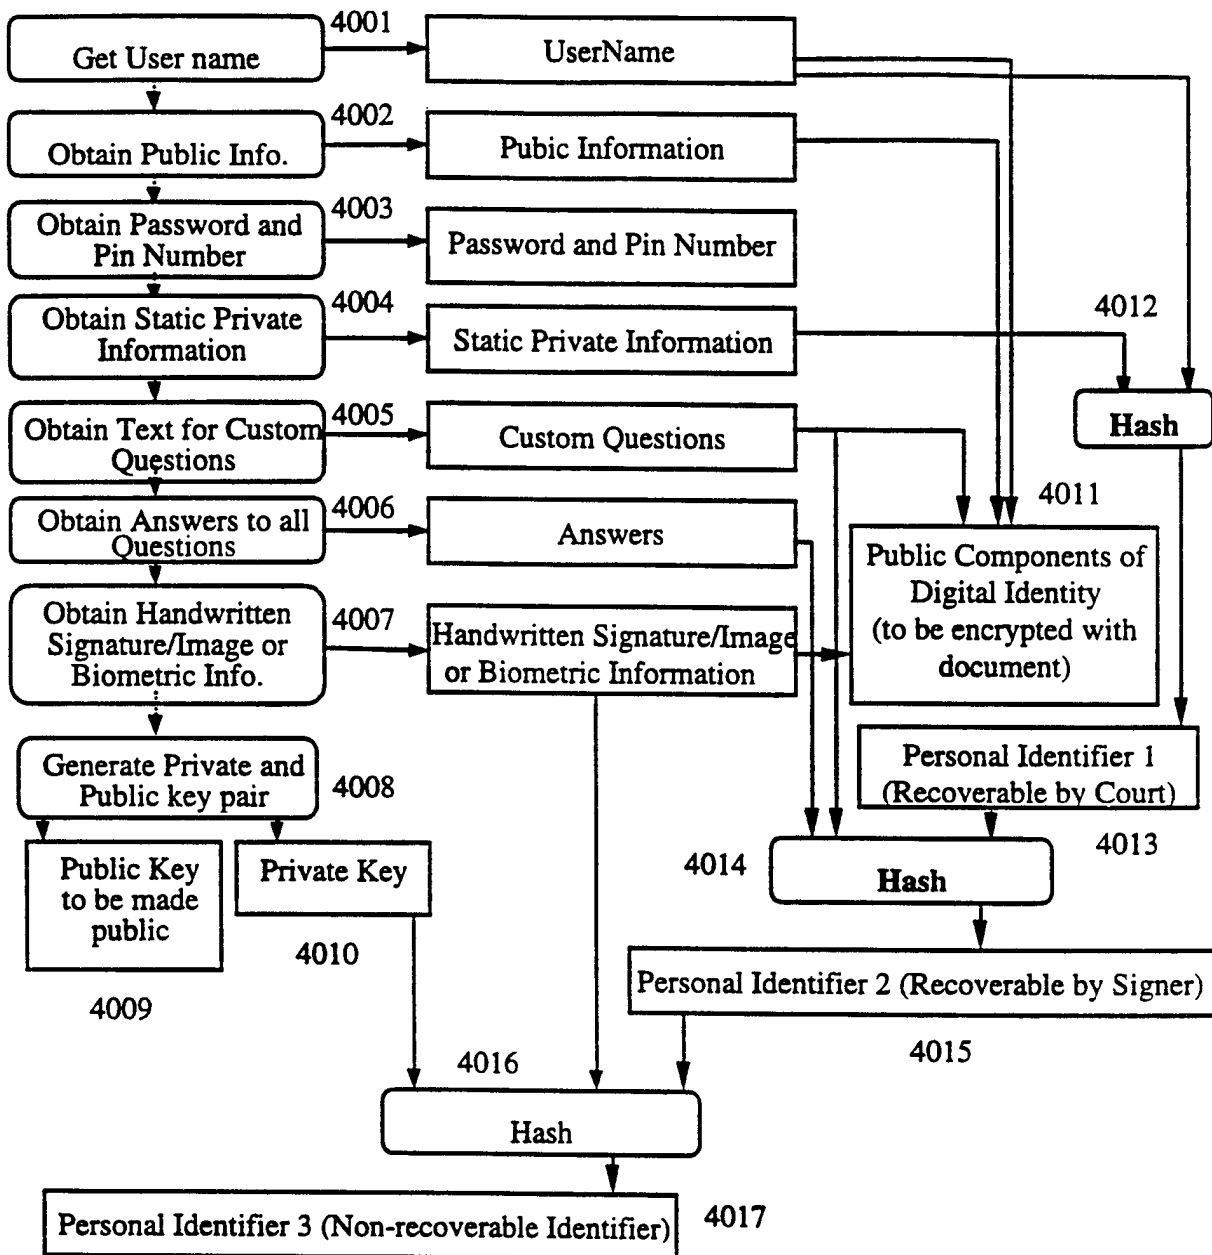 4001
Get User name
UserName
4002
Obtain Public Info.
Pubic Information
4003
Obtain Password and
Pin Number
Password and Pin Number
4004
Obtain Static Private
Information
Static Private Information
4012
Hash
4005
Obtain Text for Custom
Questions
Custom Questions
4011
4006
Obtain Answers to all
Questions
Answers
Public Components of
Digital Identity
(to be encrypted with
document)
Obtain Handwritten
Signature/Image or
Biometric Info.
4007
Handwritten Signature/Image
or Biometric Information
Generate Private and
Public key pair
4008
Personal Identifier 1
(Recoverable by Court)
4013
Public Key
to be made
public
4009
Private Key
4010
4014
Hash
Personal Identifier 2 (Recoverable by Signer)
4015
4016
Hash
Personal Identifier 3 (Non-recoverable Identifier)
4017